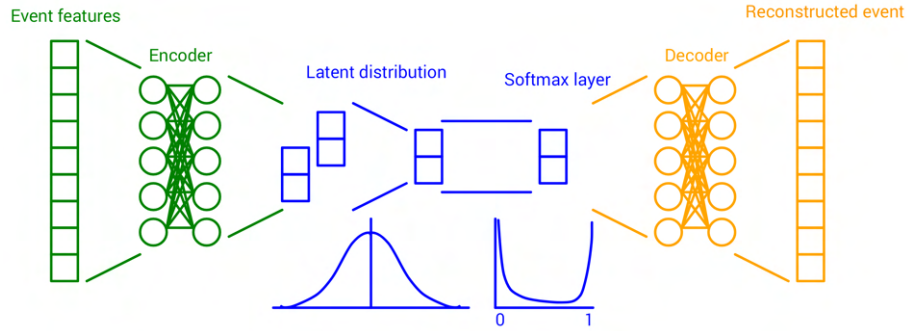 Event features
Encoder
Latent distribution
Softmax layer
Decoder
Reconstructed event
0
1